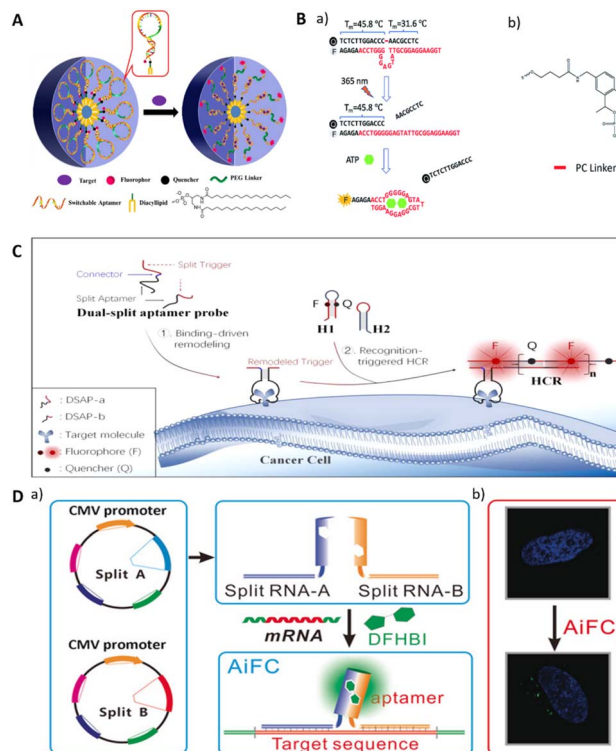 A
Target
Fluorophor
Quencher
PEG Linker
Switchable Aptamer
Diacyllipid
B a)
Tm=45.8 °C Tm=31.6 °C
Q TCTCTTGGACCC-AACGCCTC
F AGAGAACCTGGG TTGCGGAGGAAGGT
365 nm
Tm=45.8 °C
AACGCCTC
Q TCTCTTGGACCC
F AGAGAACCTGGGGGAGTATTGCGGAGGAAGGT
ATP
QTCTCTTGGACCC
F AGAGAACCT
b)
PC Linker
C
Split Trigger
Connector
Split Aptamer
Dual-split aptamer probe
1. Binding-driven
remodeling
F Q
H1
H2
2. Recognition-
triggered HCR
Remodeled Trigger
F Q F
HCR n
: DSAP-a
: DSAP-b
: Target molecule
: Fluorophore (F)
: Quencher (Q)
Cancer Cell
D a)
CMV promoter
Split A
CMV promoter
Split B
Split RNA-A Split RNA-B
mRNA
DFHBI
AiFC
aptamer
Target sequence
b)
AiFC